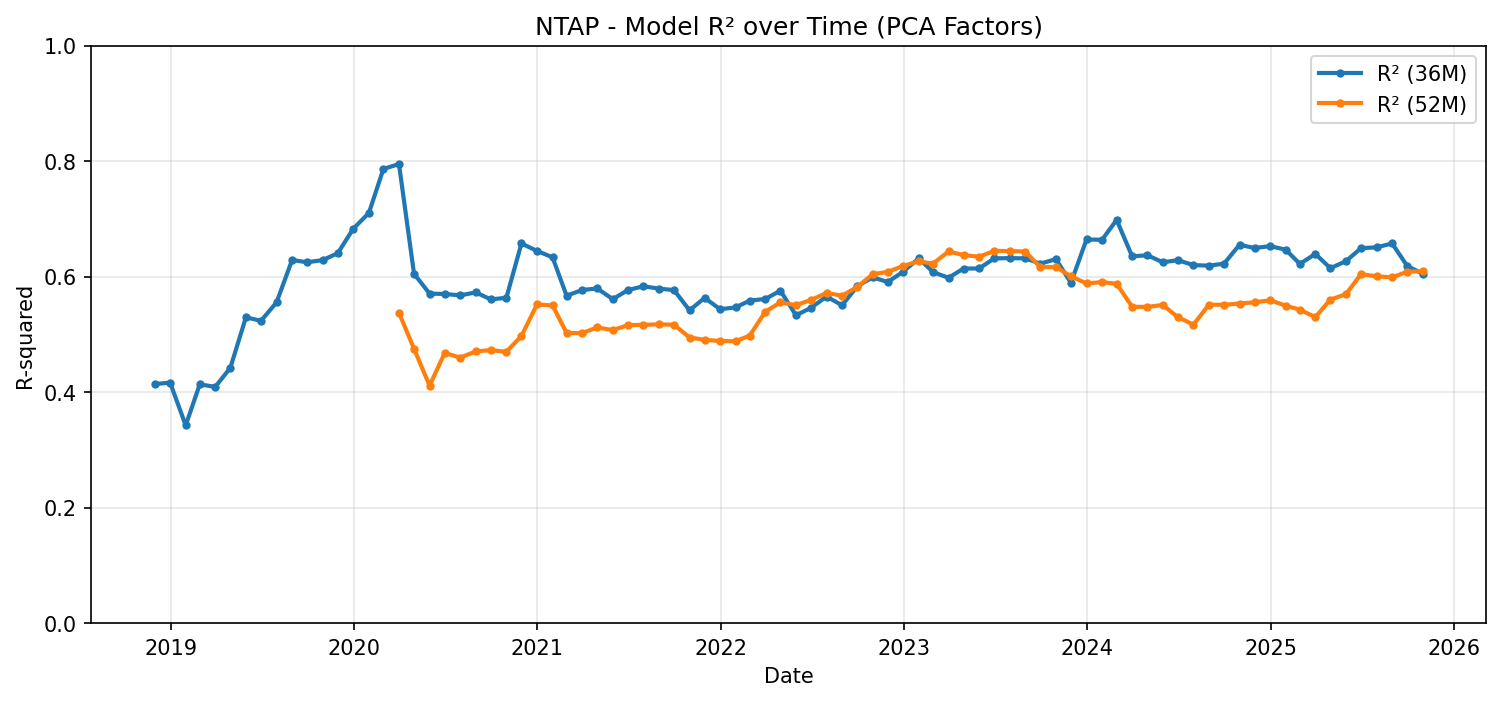 NTAP - Model R² over Time (PCA Factors)
R² (36M)
R² (52M)
R-squared
1.0
0.8
0.6
0.4
0.2
0.0
2019 2020 2021 2022 2023 2024 2025 2026
Date